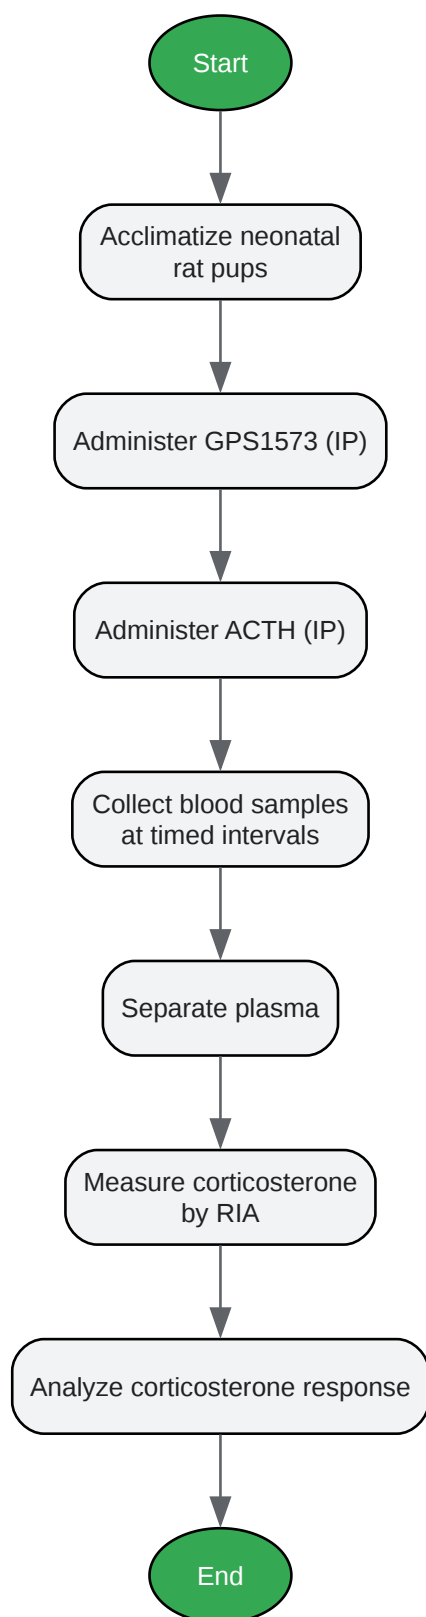 Start
Acclimatize neonatal
rat pups
Administer GPS1573 (IP)
Administer ACTH (IP)
Collect blood samples
at timed intervals
Separate plasma
Measure corticosterone
by RIA
Analyze corticosterone response
End